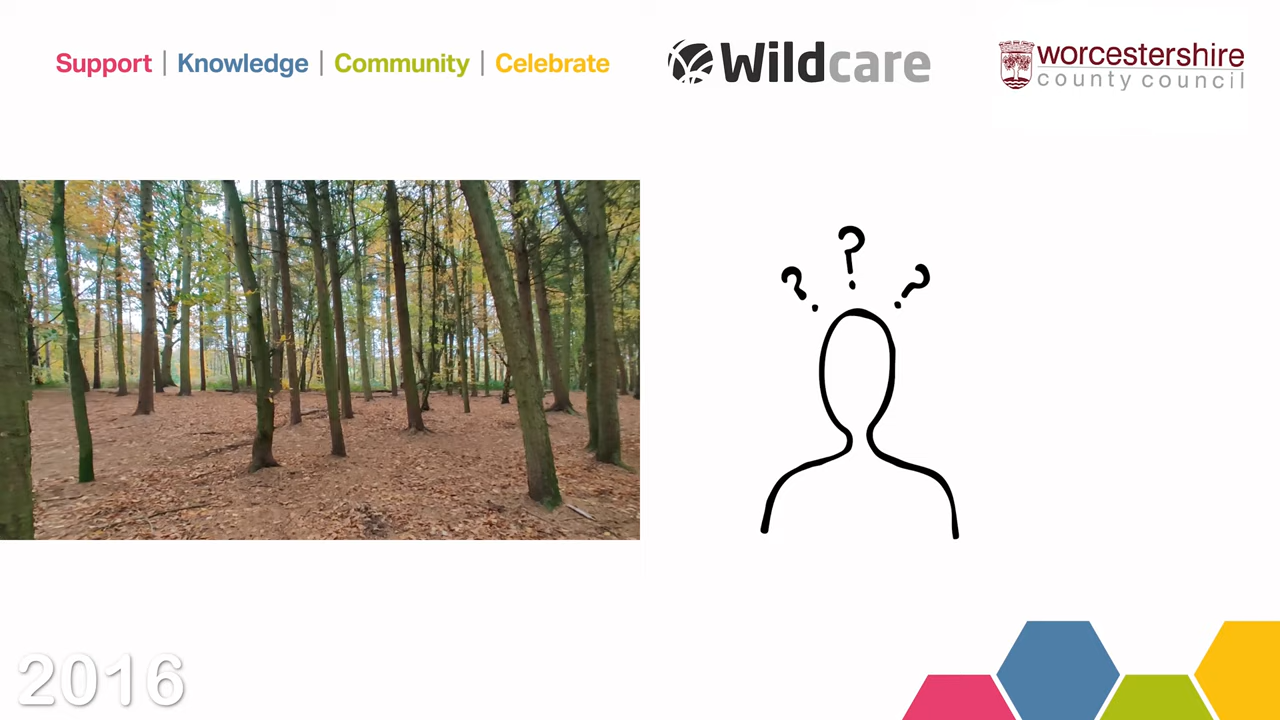 Support | Knowledge | Community | Celebrate
Wildcare
worcestershire
county council
? ? ?
2016